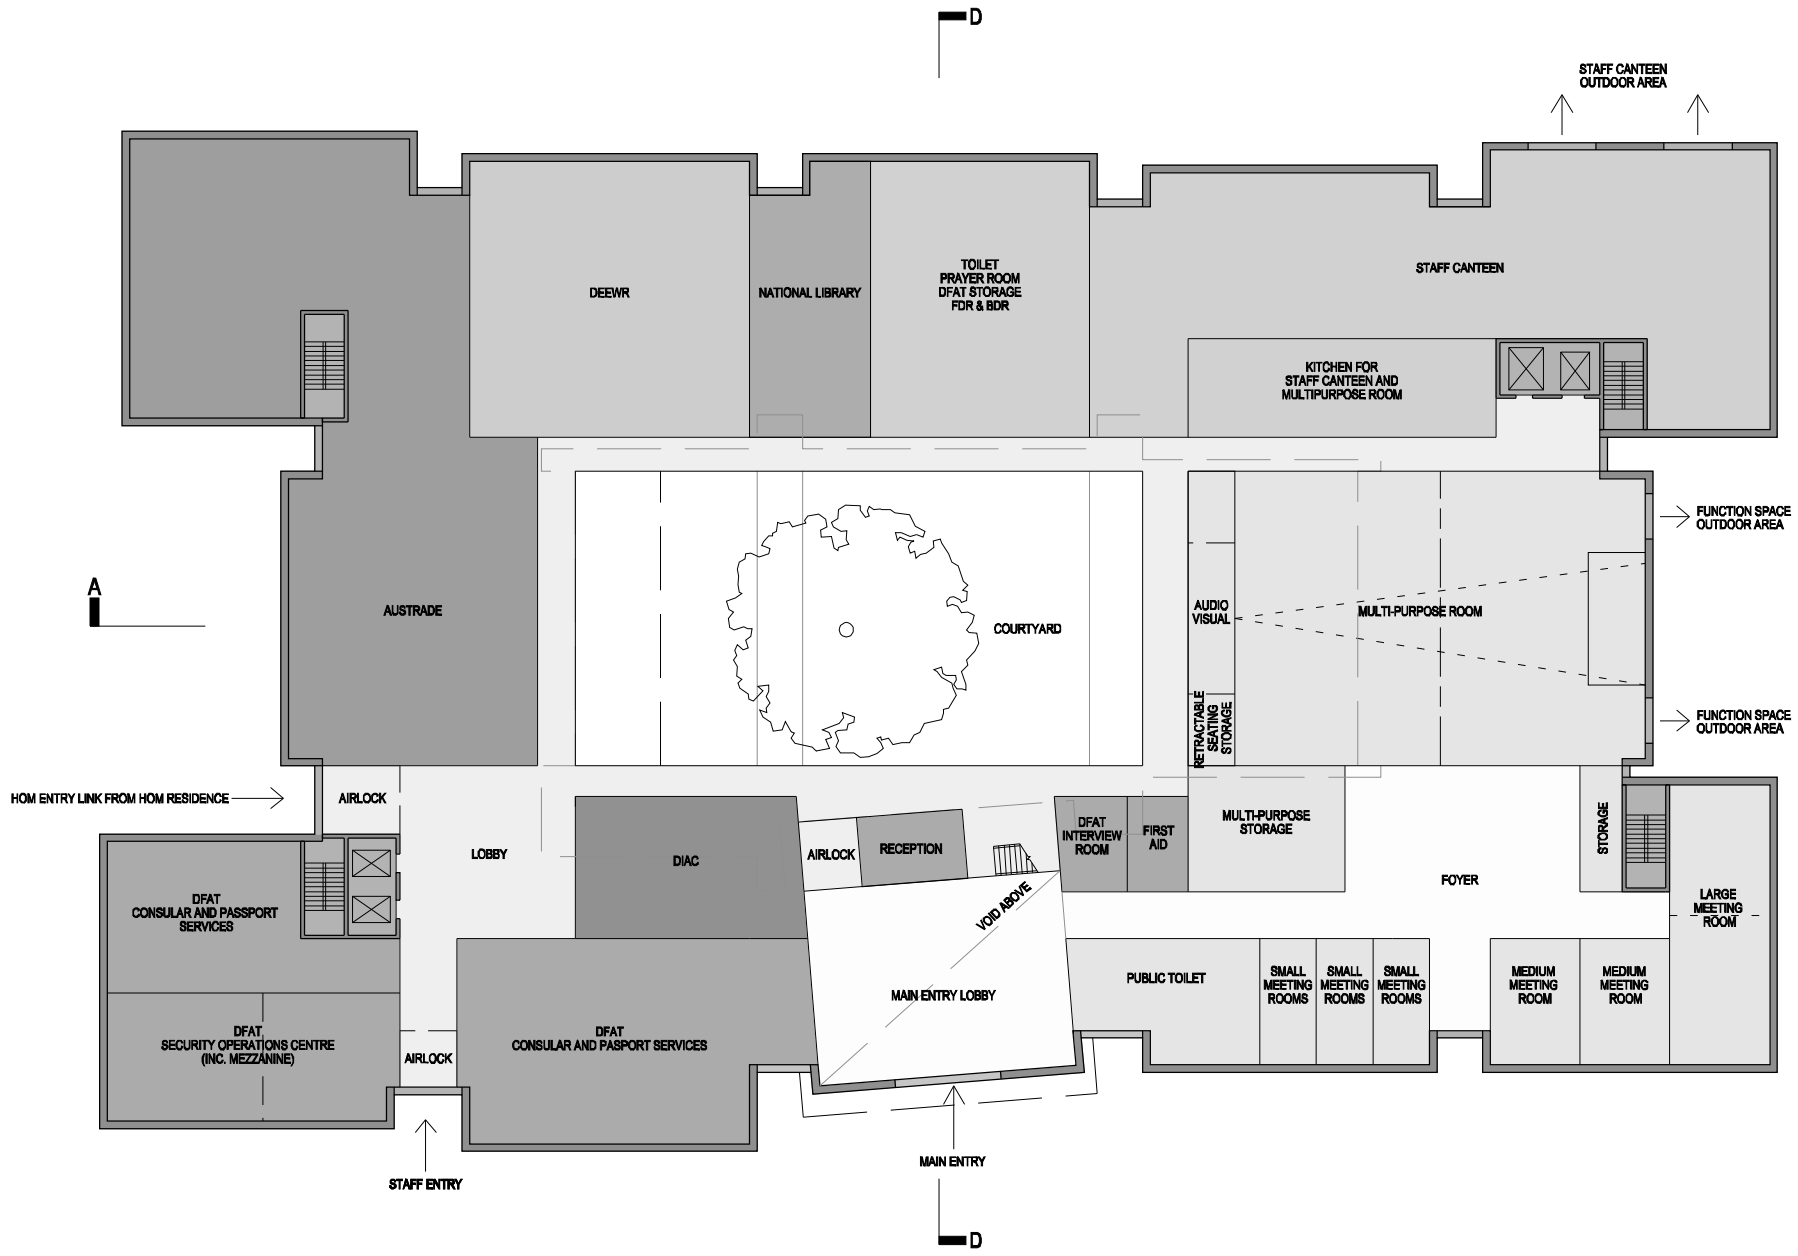 D
STAFF CANTEEN
OUTDOOR AREA
STAFF CANTEEN
TOILET
PRAYER ROOM
DFAT STORAGE
FDR & BDR
DEEWR
NATIONAL LIBRARY
KITCHEN FOR
STAFF CANTEEN AND
MULTIPURPOSE ROOM
FUNCTION SPACE
OUTDOOR AREA
A
AUSTRADE
COURTYARD
AUDIO
VISUAL
MULTI-PURPOSE ROOM
RETRACTABLE
SEATING
STORAGE
FUNCTION SPACE
OUTDOOR AREA
HOM ENTRY LINK FROM HOM RESIDENCE
AIRLOCK
LOBBY
DIAC
AIRLOCK
RECEPTION
DFAT
INTERVIEW
ROOM
FIRST
AID
MULTI-PURPOSE
STORAGE
STORAGE
FOYER
LARGE
MEETING
ROOM
DFAT
CONSULAR AND PASSPORT
SERVICES
VOID ABOVE
MAIN ENTRY LOBBY
PUBLIC TOILET
SMALL
MEETING
ROOMS
SMALL
MEETING
ROOMS
SMALL
MEETING
ROOMS
MEDIUM
MEETING
ROOM
MEDIUM
MEETING
ROOM
DFAT
SECURITY OPERATIONS CENTRE
(INC. MEZZANINE)
AIRLOCK
DFAT
CONSULAR AND PASPORT SERVICES
STAFF ENTRY
MAIN ENTRY
D